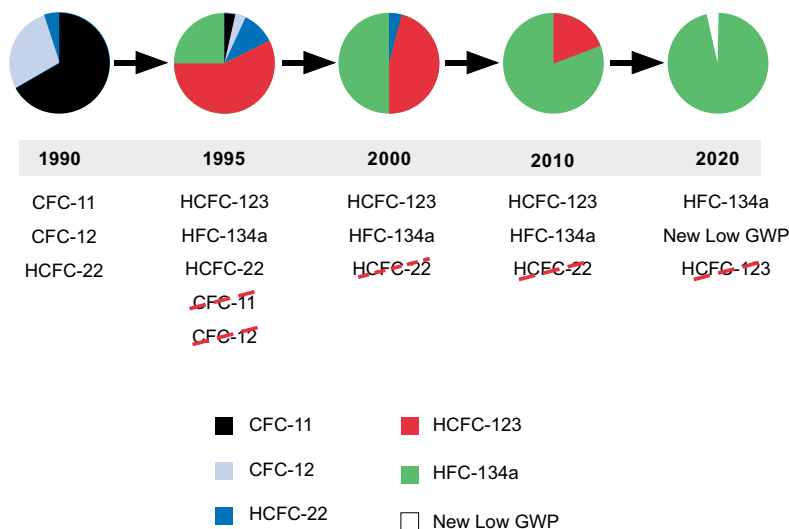 1990 1995 2000 2010 2020
CFC-11 HCFC-123 HCFC-123 HCFC-123 HFC-134a
CFC-12 HFC-134a HFC-134a HFC-134a New Low GWP
HCFC-22 HCFC-22 HCFC-22 HCFC-22 HCFC-123
CFC-11
CFC-12
CFC-11 HCFC-123
CFC-12 HFC-134a
HCFC-22 New Low GWP